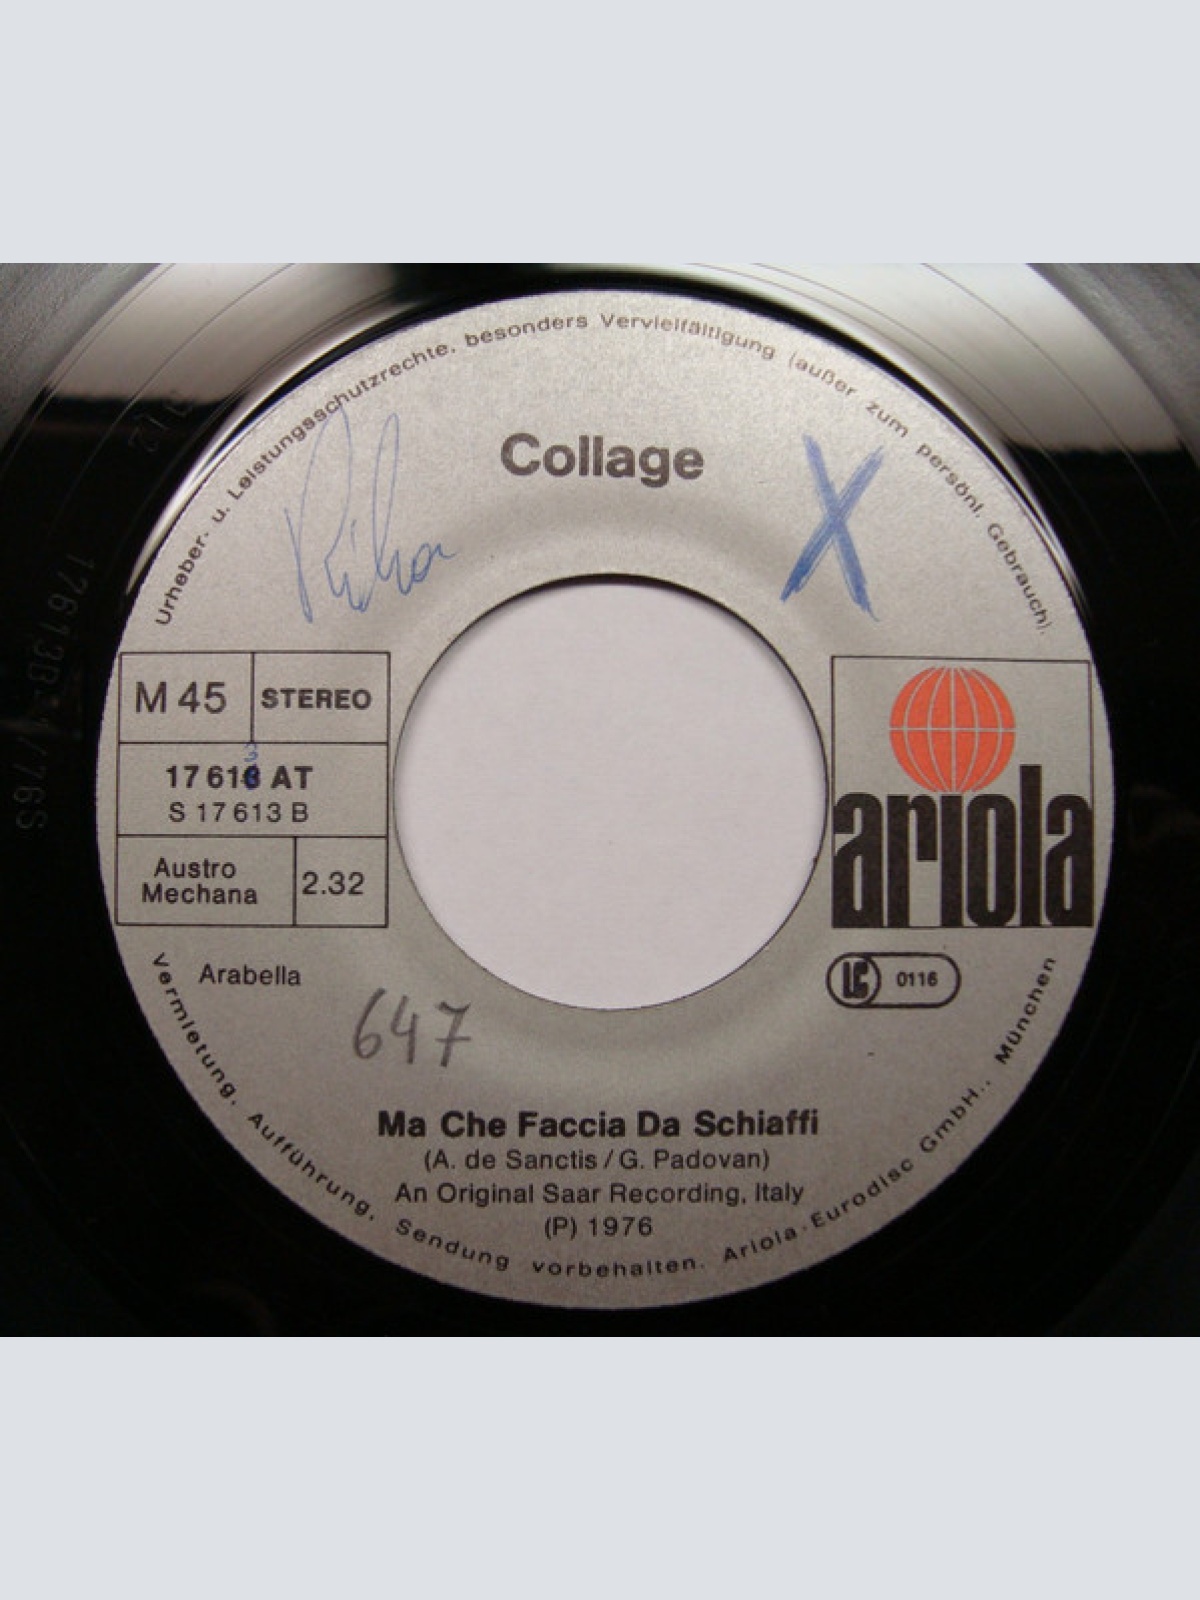 Urheber- u. Leistungsschutzrechte, besonders Vervielfältigung (außer zum persönl. Gebrauch).
Collage
X
M 45
STEREO
3
17 613 AT
S 17 613 B
Austro
Mechana
2.32
ariola
LC 0116
Arabella
647
Ma Che Faccia Da Schiaffi
(A. de Sanctis / G. Padovan)
An Original Saar Recording, Italy
(P) 1976
Vermietung, Aufführung, Sendung vorbehalten. Ariola-Eurodisc GmbH., München